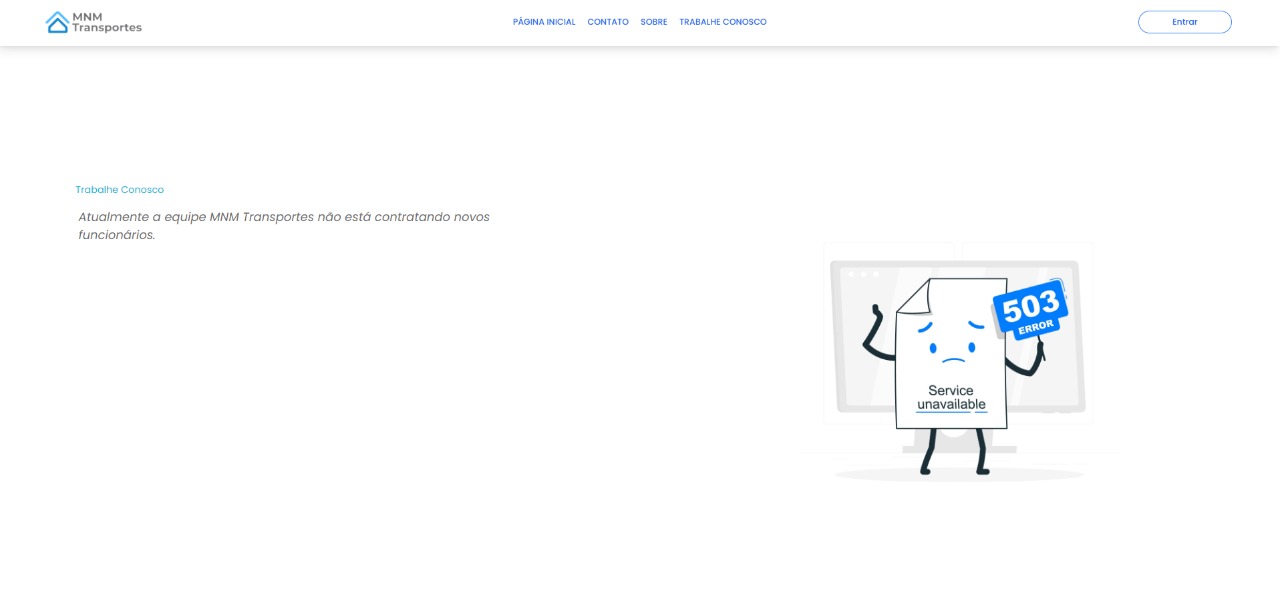 MNM
Transportes
PÁGINA INICIAL CONTATO SOBRE TRABALHE CONOSCO
Entrar
Trabalhe Conosco
Atualmente a equipe MNM Transportes não está contratando novos
funcionários.
503
ERROR
Service
unavailable